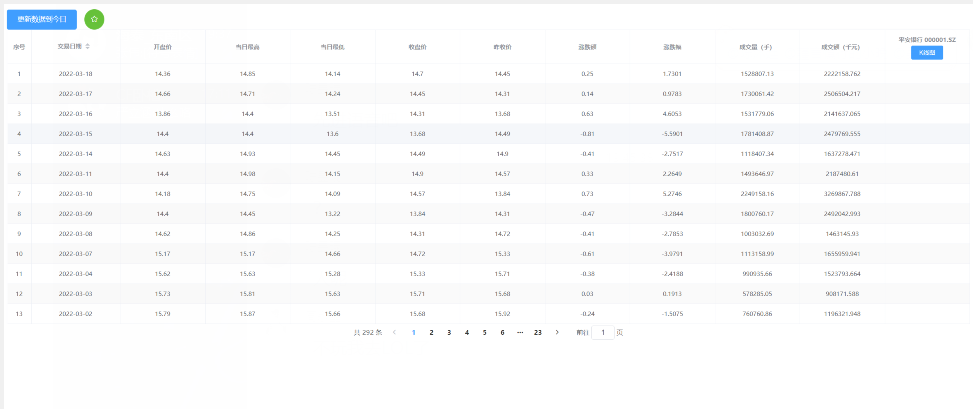 更新数据到今日
序号 交易日期 开盘价 当日最高 当日最低 收盘价 昨收价 涨跌额 涨跌幅 成交量（手） 成交额（千元） 平安银行 000001.SZ
K线图
1 2022-03-18 14.36 14.85 14.14 14.7 14.45 0.25 1.7301 1528807.13 2222158.762
2 2022-03-17 14.66 14.71 14.24 14.45 14.31 0.14 0.9783 1730061.42 2506504.217
3 2022-03-16 13.86 14.4 13.51 14.31 13.68 0.63 4.6053 1531779.06 2141637.065
4 2022-03-15 14.4 14.4 13.6 13.68 14.49 -0.81 -5.5901 1781408.87 2479769.555
5 2022-03-14 14.63 14.93 14.45 14.49 14.9 -0.41 -2.7517 1118407.34 1637278.471
6 2022-03-11 14.4 14.98 14.15 14.9 14.57 0.33 2.2649 1493646.97 2187480.61
7 2022-03-10 14.18 14.75 14.09 14.57 13.84 0.73 5.2746 2249158.16 3269867.788
8 2022-03-09 14.4 14.45 13.22 13.84 14.31 -0.47 -3.2844 1800760.17 2492042.993
9 2022-03-08 14.62 14.86 14.25 14.31 14.72 -0.41 -2.7853 1003032.69 1463145.93
10 2022-03-07 15.17 15.17 14.66 14.72 15.33 -0.61 -3.9791 1113158.99 1655959.941
11 2022-03-04 15.62 15.63 15.28 15.33 15.71 -0.38 -2.4188 990935.66 1523793.664
12 2022-03-03 15.73 15.81 15.63 15.71 15.68 0.03 0.1913 578285.05 908171.588
13 2022-03-02 15.79 15.87 15.66 15.68 15.92 -0.24 -1.5075 760760.86 1196321.948
共 292 条 < 1 2 3 4 5 6 ··· 23 > 前往 1 页